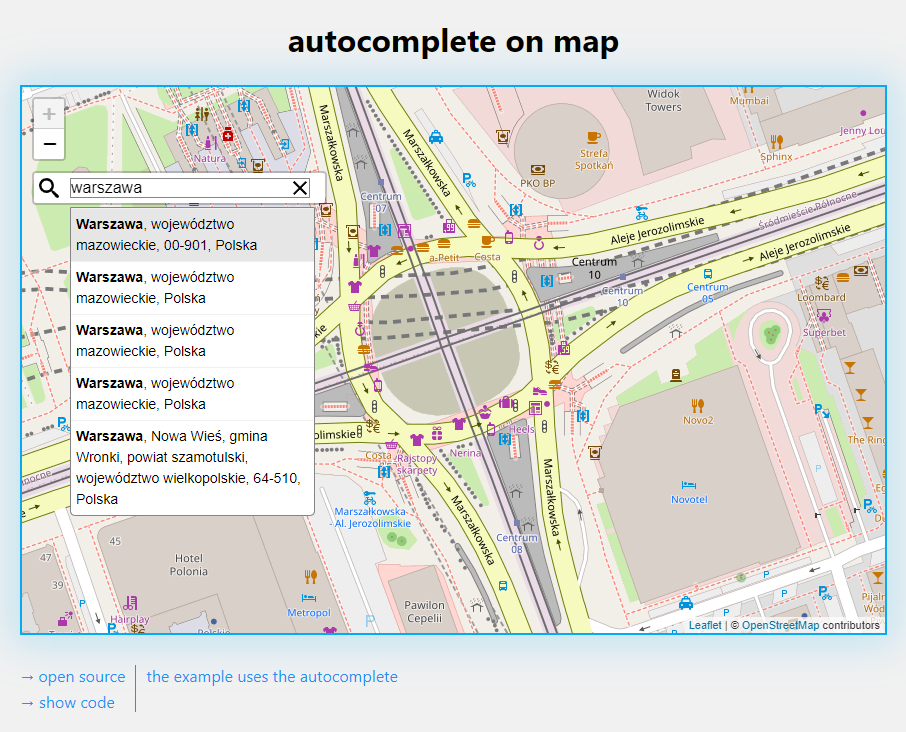 autocomplete on map
+
−
warszawa
Warszawa, województwo
mazowieckie, 00-901, Polska
Warszawa, województwo
mazowieckie, Polska
Warszawa, województwo
mazowieckie, Polska
Warszawa, województwo
mazowieckie, Polska
Warszawa, Nowa Wieś, gmina
Wronki, powiat szamotulski,
województwo wielkopolskie, 64-510,
Polska
Natura
Marszałkowska
Marszałkowska
Centrum
07
Widok
Towers
Mumbai
Jenny Lou
Sphinx
Strefa
Spotkań
PKO BP
a-Petit
Costa
Aleje Jerozolimskie
Śródmieście Północne
Aleje Jerozolimskie
Centrum
10
Centrum
10
Centrum
05
Loombard
Superbet
Novo2
The Ring
Novotel
Heels
Nerina
Costa
Rajstopy
skarpety
Marszałkowska-
- Al. Jerozolimskie
Marszałkowska
Marszałkowska
Centrum
08
45
47
39
Hotel
Polonia
Metropol
Hairplay
Polskie
Pawilon
Cepelii
P
P
P
P
P
P
Leaflet | © OpenStreetMap contributors
→ open source
→ show code
the example uses the autocomplete